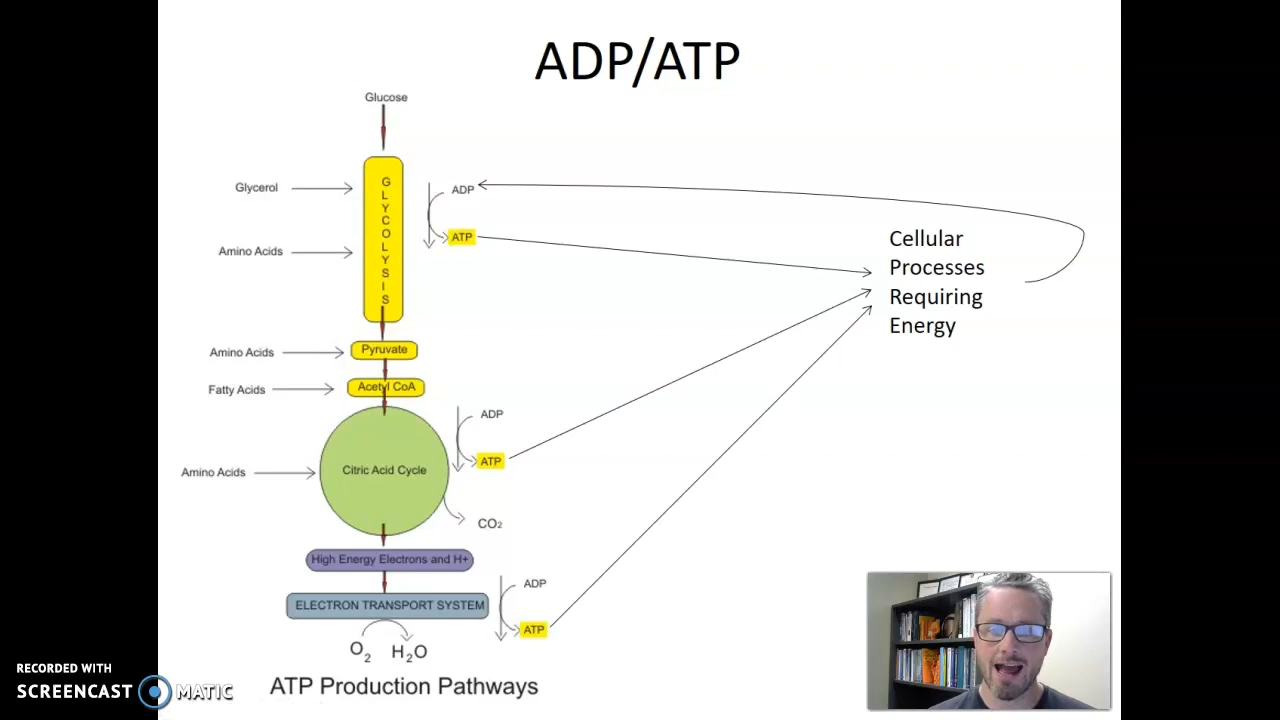 ADP/ATP
Glucose
Glycerol
GLYCOLYSIS
ADP
ATP
Amino Acids
Cellular
Processes
Requiring
Energy
Amino Acids
Pyruvate
Fatty Acids
Acetyl CoA
ADP
ATP
Amino Acids
Citric Acid Cycle
CO2
High Energy Electrons and H+
ADP
ELECTRON TRANSPORT SYSTEM
ATP
O2 H2O
ATP Production Pathways
RECORDED WITH
SCREENCAST MATIC